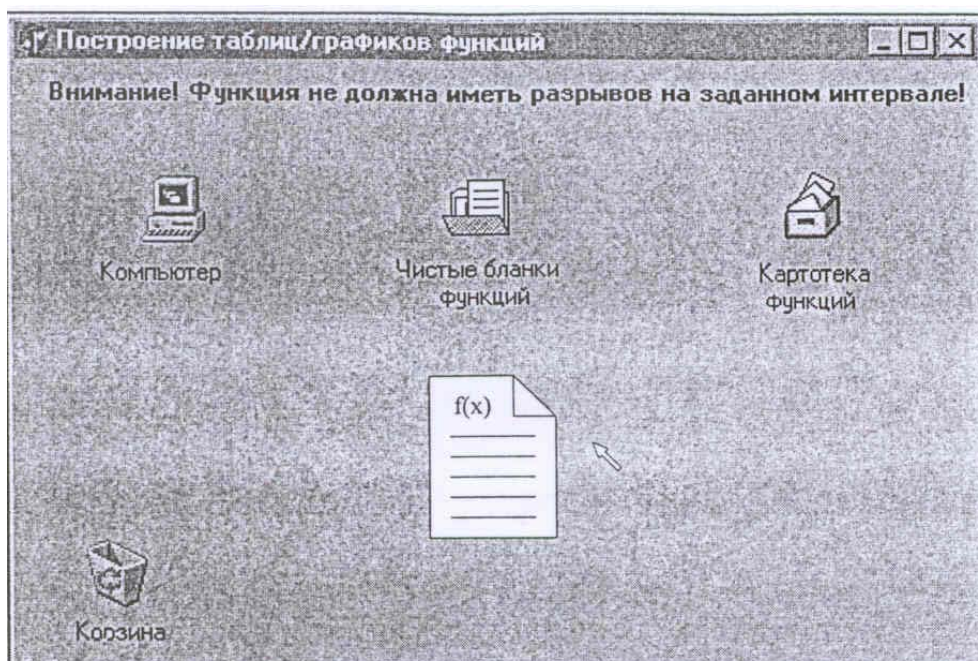 Построение таблиц/графиков функций
Внимание! Функция не должна иметь разрывов на заданном интервале!
Компьютер
Чистые бланки
функций
Картотека
функций
f(x)
Корзина